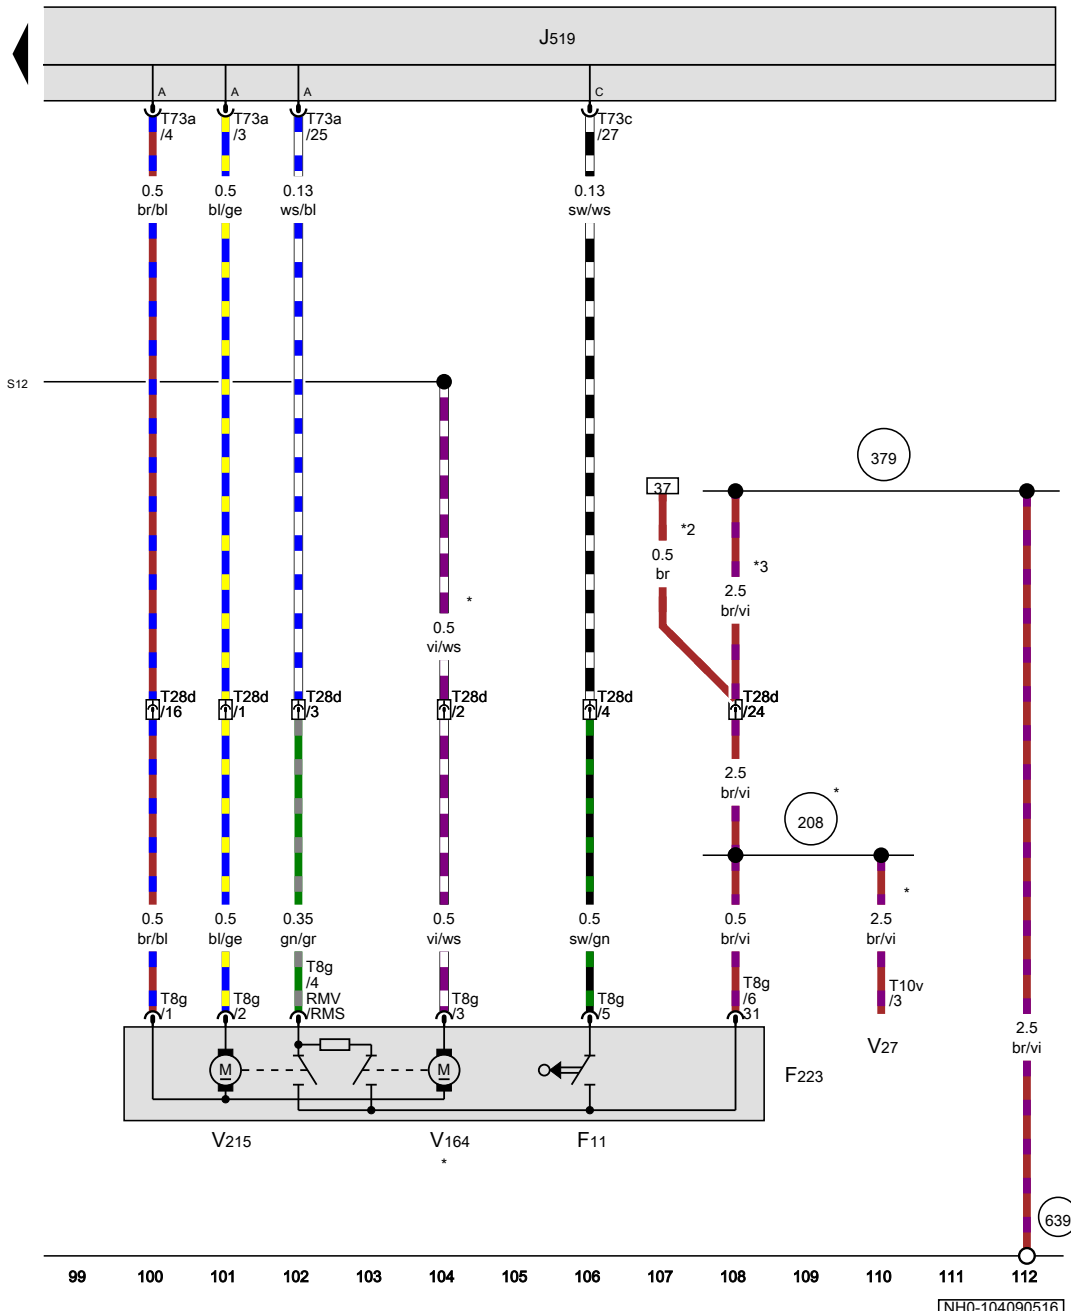 J519
A
A
A
C
T73a
/4
T73a
/3
T73a
/25
T73c
/27
0.5
br/bl
0.5
bl/ge
0.13
ws/bl
0.13
sw/ws
S12
379
37
*2
*3
0.5
br
2.5
br/vi
*
0.5
vi/ws
T28d
/16
T28d
/1
T28d
/3
T28d
/2
T28d
/4
T28d
/24
2.5
br/vi
208
*
*
0.5
br/bl
0.5
bl/ge
0.35
gn/gr
0.5
vi/ws
0.5
sw/gn
0.5
br/vi
2.5
br/vi
T8g
/1
T8g
/2
T8g
/4
RMV
/RMS
T8g
/3
T8g
/5
T8g
/6
31
T10v
/3
V27
2.5
br/vi
M
M
F223
V215
V164
*
F11
639
99 100 101 102 103 104 105 106 107 108 109 110 111 112
NH0-104090516